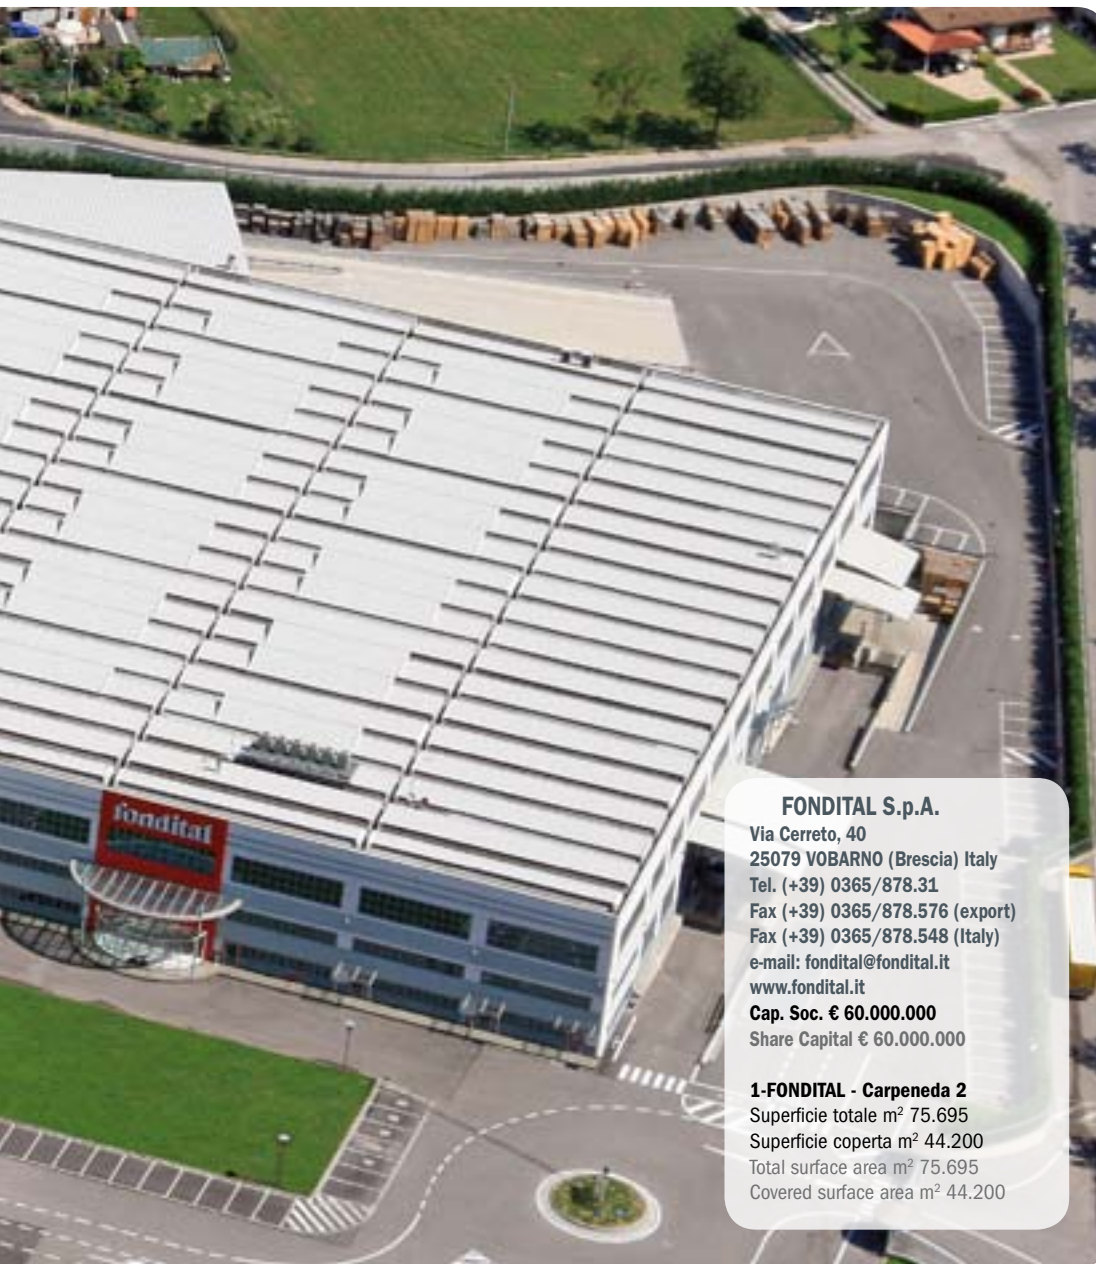 fondital
FONDITAL S.p.A.
Via Cerreto, 40
25079 VOBARNO (Brescia) Italy
Tel. (+39) 0365/878.31
Fax (+39) 0365/878.576 (export)
Fax (+39) 0365/878.548 (Italy)
e-mail: fondital@fondital.it
www.fondital.it
Cap. Soc. € 60.000.000
Share Capital € 60.000.000
1-FONDITAL - Carpeneda 2
Superficie totale m² 75.695
Superficie coperta m² 44.200
Total surface area m² 75.695
Covered surface area m² 44.200